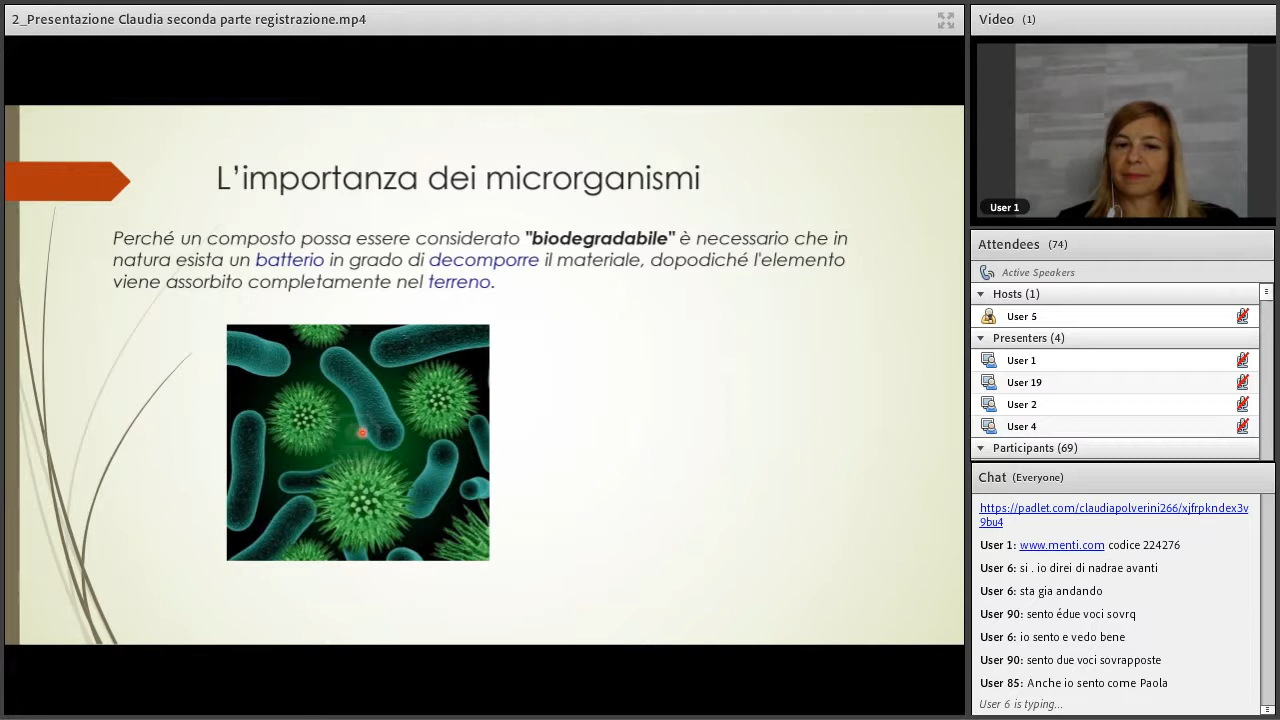 2_Presentazione Claudia seconda parte registrazione.mp4
L'importanza dei microrganismi
Perché un composto possa essere considerato "biodegradabile" è necessario che in
natura esista un batterio in grado di decomporre il materiale, dopodiché l'elemento
viene assorbito completamente nel terreno.
Video (1)
User 1
Attendees (74)
Active Speakers
Hosts (1)
User 5
Presenters (4)
User 1
User 19
User 2
User 4
Participants (69)
Chat (Everyone)
https://padlet.com/claudiapolverini266/xjfrpkndex3v
9bu4
User 1: www.menti.com codice 224276
User 6: si . io direi di nadrae avanti
User 6: sta gia andando
User 90: sento édue voci sovrq
User 6: io sento e vedo bene
User 90: sento due voci sovrapposte
User 85: Anche io sento come Paola
User 6 is typing...